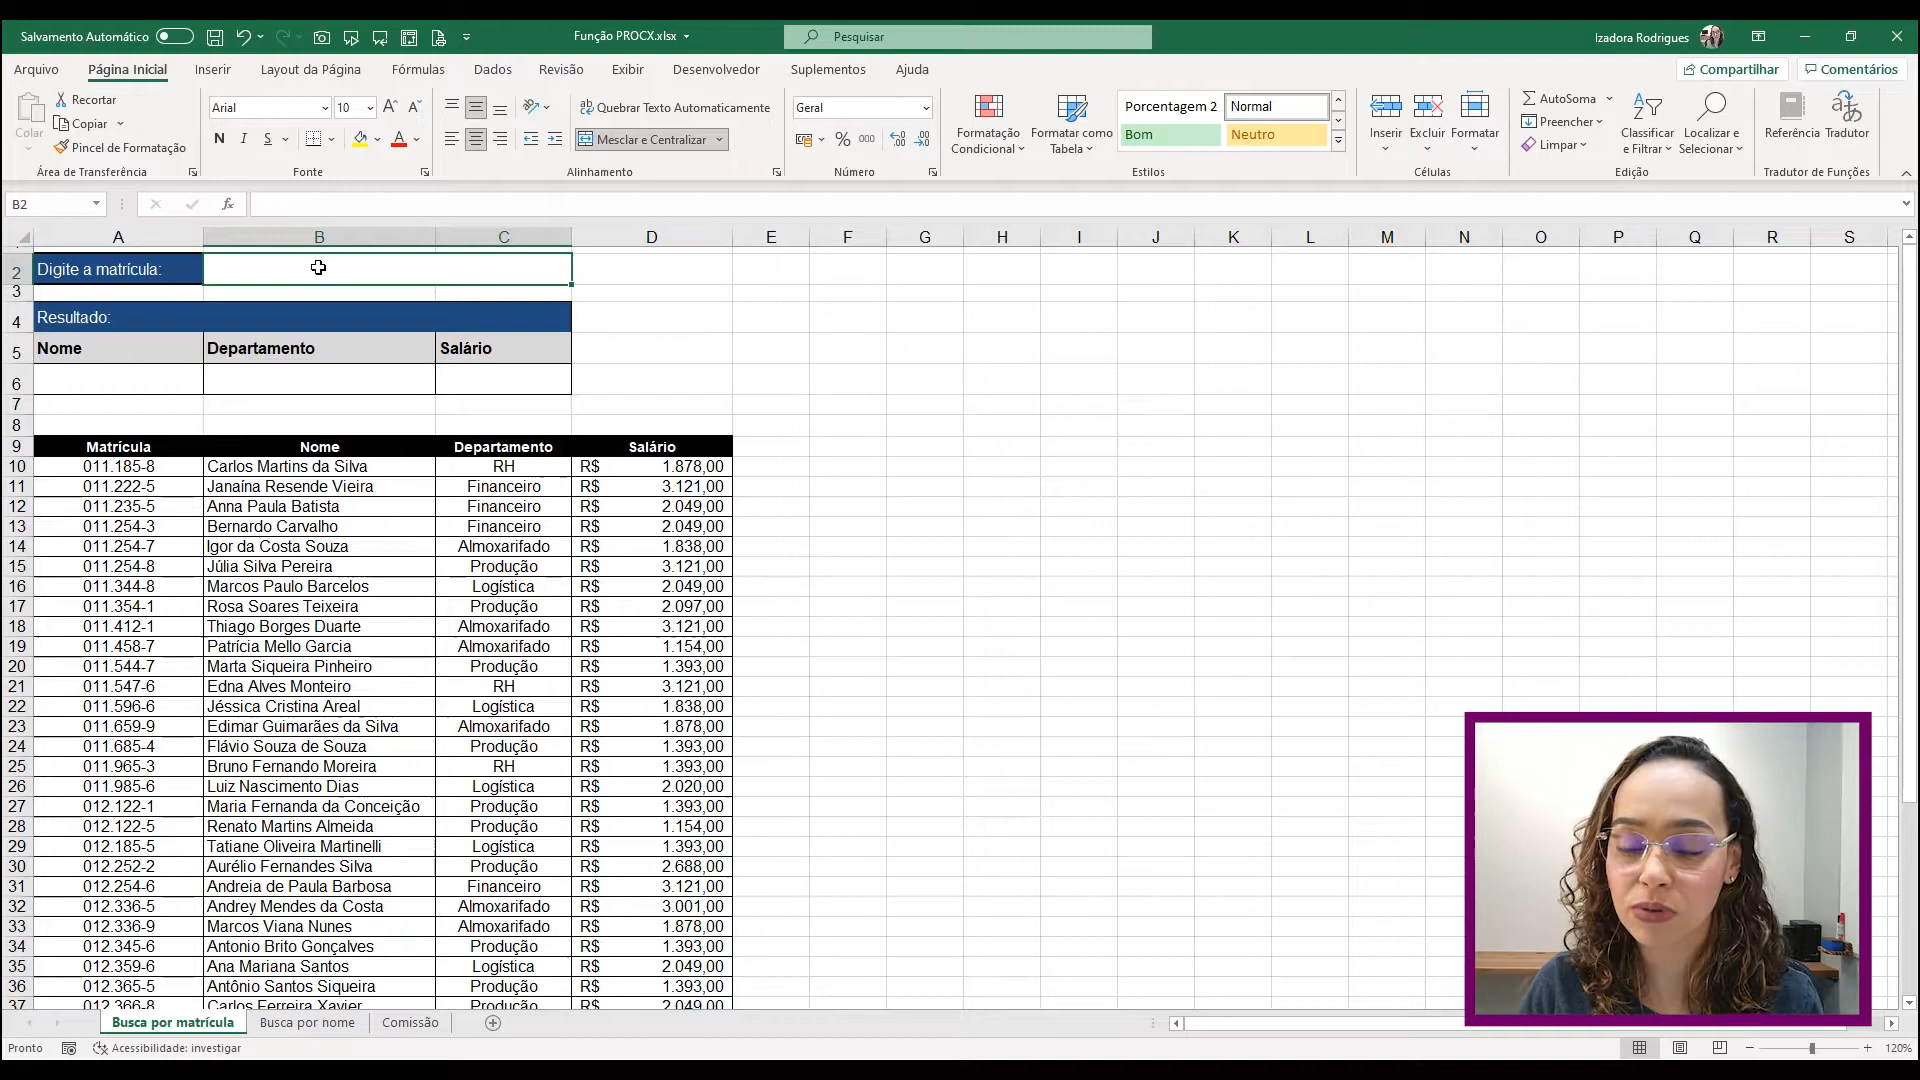 Salvamento Automático
Função PROCX.xlsx
Pesquisar
Izadora Rodrigues
Arquivo Página Inicial Inserir Layout da Página Fórmulas Dados Revisão Exibir Desenvolvedor Suplementos Ajuda Compartilhar Comentários
Colar
Recortar
Copiar
Pincel de Formatação
Área de Transferência
Arial 10
N I S
Fonte
Quebrar Texto Automaticamente
Mesclar e Centralizar
Alinhamento
Geral
% 000
Número
Formatação Condicional
Formatar como Tabela
Porcentagem 2 Normal
Bom Neutro
Estilos
Inserir Excluir Formatar
Células
AutoSoma
Preencher
Limpar
Classificar e Filtrar
Localizar e Selecionar
Edição
Referência Tradutor
Tradutor de Funções
B2 fx
A B C D E F G H I J K L M N O P Q R S
2 Digite a matrícula:
3
4 Resultado:
5 Nome Departamento Salário
6
7
8
9 Matrícula Nome Departamento Salário
10 011.185-8 Carlos Martins da Silva RH R$ 1.878,00
11 011.222-5 Janaína Resende Vieira Financeiro R$ 3.121,00
12 011.235-5 Anna Paula Batista Financeiro R$ 2.049,00
13 011.254-3 Bernardo Carvalho Financeiro R$ 2.049,00
14 011.254-7 Igor da Costa Souza Almoxarifado R$ 1.838,00
15 011.254-8 Júlia Silva Pereira Produção R$ 3.121,00
16 011.344-8 Marcos Paulo Barcelos Logística R$ 2.049,00
17 011.354-1 Rosa Soares Teixeira Produção R$ 2.097,00
18 011.412-1 Thiago Borges Duarte Almoxarifado R$ 3.121,00
19 011.458-7 Patrícia Mello Garcia Almoxarifado R$ 1.154,00
20 011.544-7 Marta Siqueira Pinheiro Produção R$ 1.393,00
21 011.547-6 Edna Alves Monteiro RH R$ 3.121,00
22 011.596-6 Jéssica Cristina Areal Logística R$ 1.838,00
23 011.659-9 Edimar Guimarães da Silva Almoxarifado R$ 1.878,00
24 011.685-4 Flávio Souza de Souza Produção R$ 1.393,00
25 011.965-3 Bruno Fernando Moreira RH R$ 1.393,00
26 011.985-6 Luiz Nascimento Dias Logística R$ 2.020,00
27 012.122-1 Maria Fernanda da Conceição Produção R$ 1.393,00
28 012.122-5 Renato Martins Almeida Produção R$ 1.154,00
29 012.185-5 Tatiane Oliveira Martinelli Logística R$ 1.393,00
30 012.252-2 Aurélio Fernandes Silva Produção R$ 2.688,00
31 012.254-6 Andreia de Paula Barbosa Financeiro R$ 3.121,00
32 012.336-5 Andrey Mendes da Costa Almoxarifado R$ 3.001,00
33 012.336-9 Marcos Viana Nunes Almoxarifado R$ 1.878,00
34 012.345-6 Antonio Brito Gonçalves Produção R$ 1.393,00
35 012.359-6 Ana Mariana Santos Logística R$ 2.049,00
36 012.365-5 Antônio Santos Siqueira Produção R$ 1.393,00
37 012.366-8 Carlos Ferreira Xavier Produção R$ 2.049,00
Busca por matrícula Busca por nome Comissão
Pronto Acessibilidade: investigar 120%